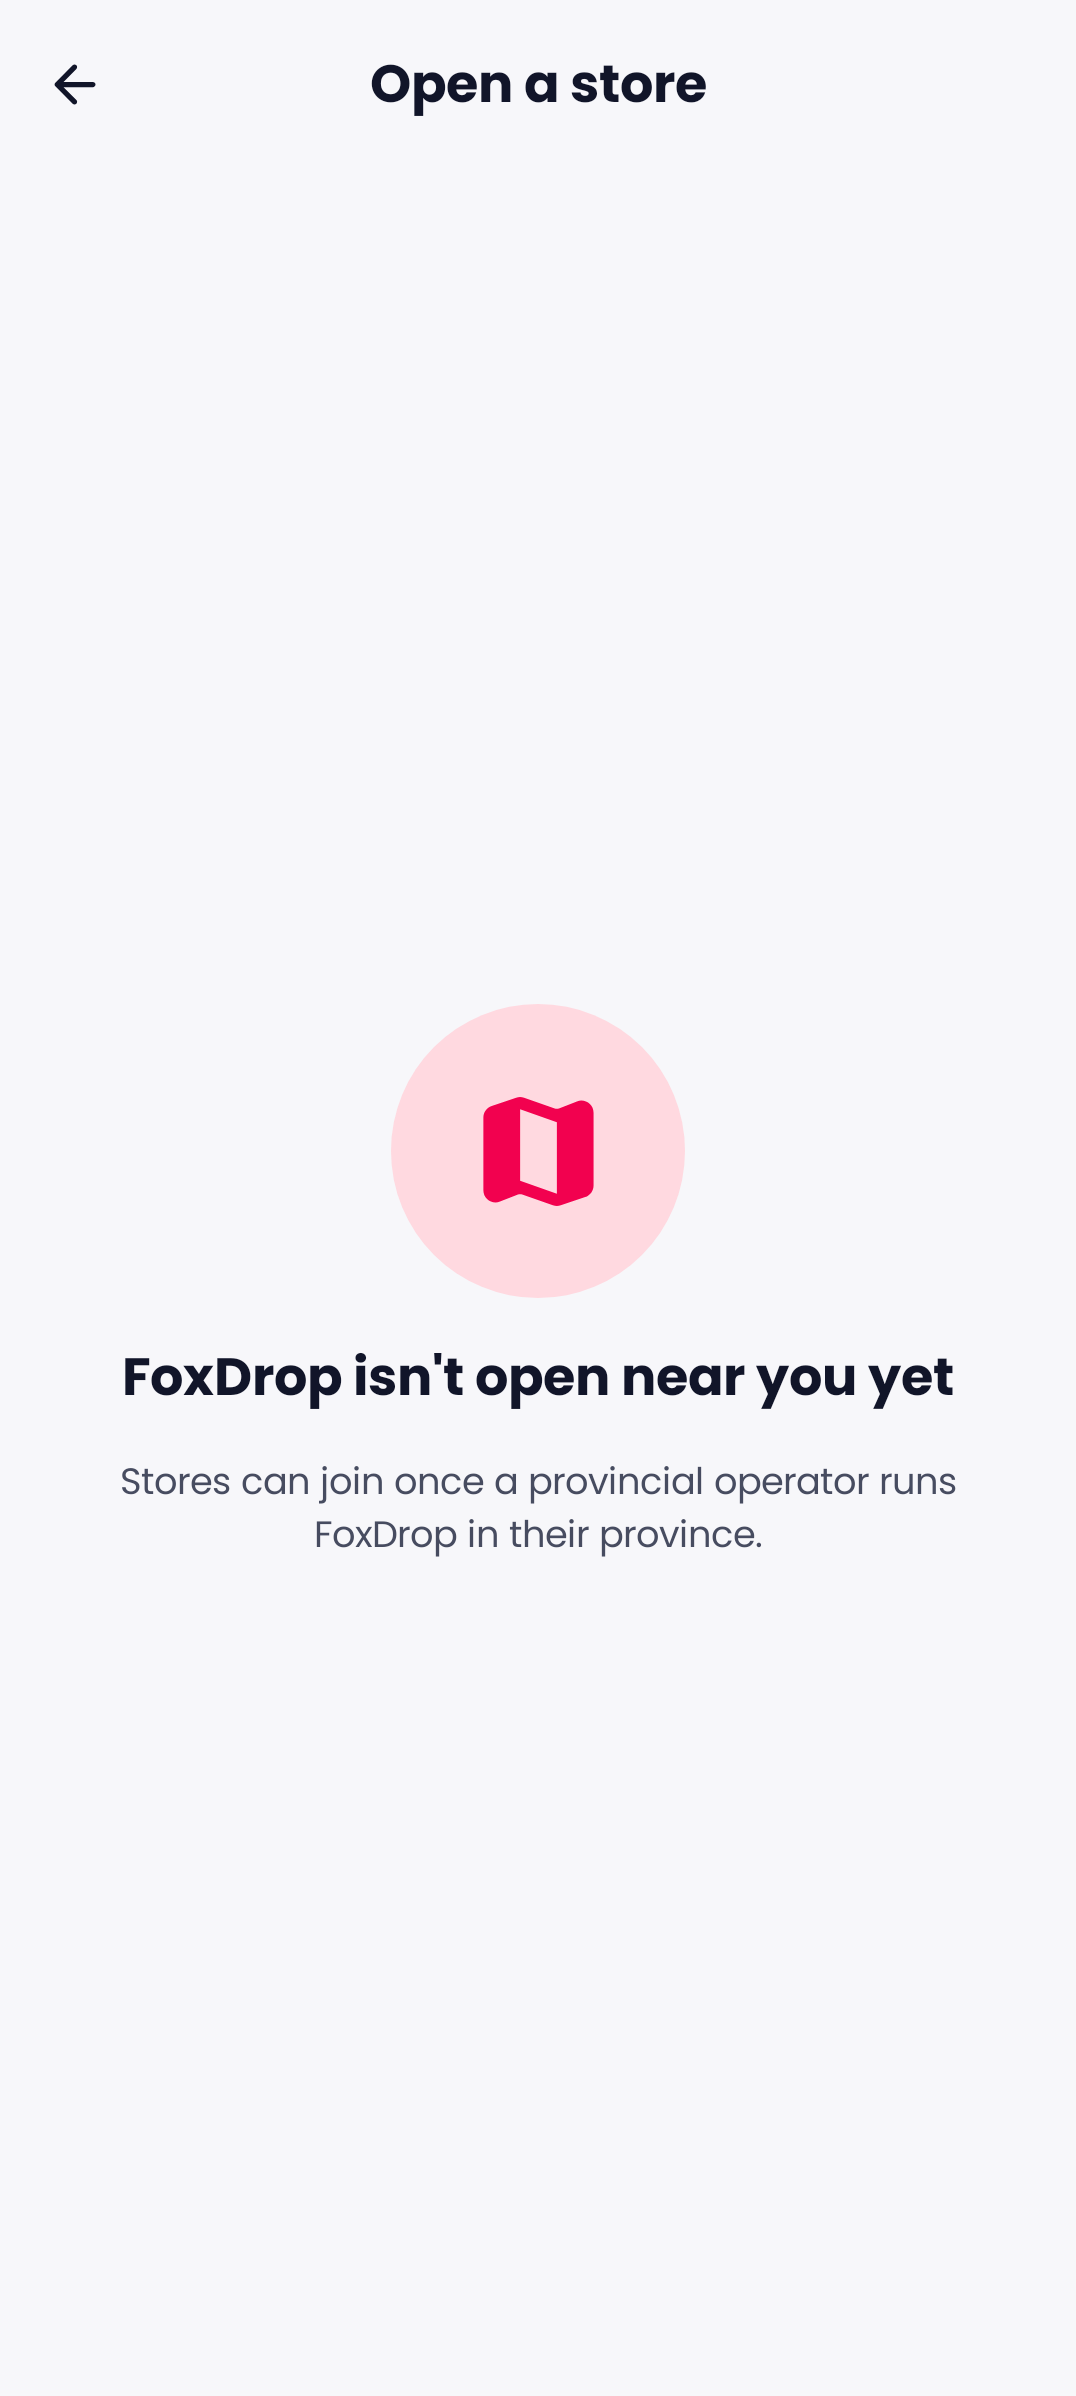 Open a store
FoxDrop isn't open near you yet
Stores can join once a provincial operator runs
FoxDrop in their province.